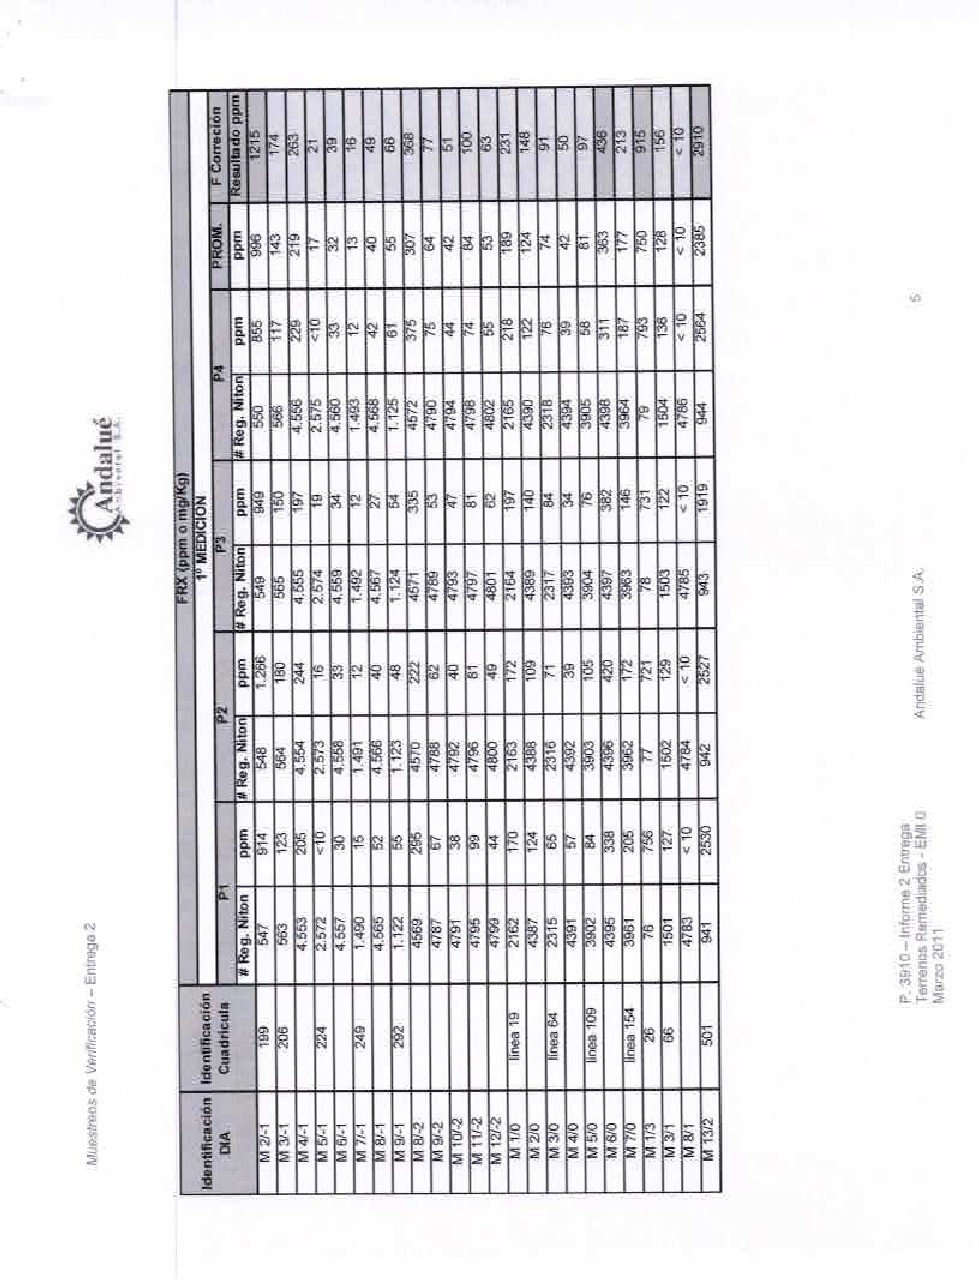 Muestreos de Verificación – Entrega 2
Andalué
Ambiental S.A.
FRX (ppm o mg/Kg)
1º MEDICION
Identificación DIA Identificación Cuadrícula P1 P2 P3 P4 PROM. F Correción
# Reg. Niton ppm # Reg. Niton ppm # Reg. Niton ppm # Reg. Niton ppm ppm Resultado ppm
M 2/-1 199 547 914 548 1.266 549 949 550 855 996 1215
M 3/-1 206 563 123 564 180 565 150 566 117 143 174
M 4/-1 4.553 205 4.554 244 4.555 197 4.556 229 219 263
M 5/-1 224 2.572 <10 2.573 16 2.574 19 2.575 <10 17 21
M 6/-1 4.557 30 4.558 33 4.559 34 4.560 33 32 39
M 7/-1 249 1.490 15 1.491 12 1.492 12 1.493 12 13 16
M 8/-1 4.565 52 4.566 40 4.567 27 4.568 42 40 49
M 9/-1 292 1.122 55 1.123 48 1.124 54 1.125 61 55 66
M 8/-2 4569 295 4570 222 4571 335 4572 375 307 368
M 9/-2 4787 67 4788 62 4789 53 4790 75 64 77
M 10/-2 4791 38 4792 40 4793 47 4794 44 42 51
M 11/-2 4795 99 4796 81 4797 81 4798 74 84 100
M 12/-2 4799 44 4800 49 4801 62 4802 55 53 63
M 1/0 línea 19 2162 170 2163 172 2164 197 2165 218 189 231
M 2/0 4387 124 4388 109 4389 140 4390 122 124 148
M 3/0 línea 64 2315 65 2316 71 2317 84 2318 76 74 91
M 4/0 4391 57 4392 39 4393 34 4394 39 42 50
M 5/0 línea 109 3902 84 3903 105 3904 76 3905 58 81 97
M 6/0 4395 338 4396 420 4397 382 4398 311 363 436
M 7/0 línea 154 3961 205 3962 172 3963 146 3964 187 177 213
M 1/3 26 76 756 77 721 78 731 79 793 750 915
M 3/1 66 1501 127 1502 129 1503 122 1504 136 128 156
M 8/1 4783 < 10 4784 < 10 4785 < 10 4786 < 10 < 10 < 10
M 13/2 501 941 2530 942 2527 943 1919 944 2564 2385 2910
P. 3910 – Informe 2 Entrega
Terrenos Remediados - EMILO
Marzo 2011
Andalue Ambiental S.A.
5